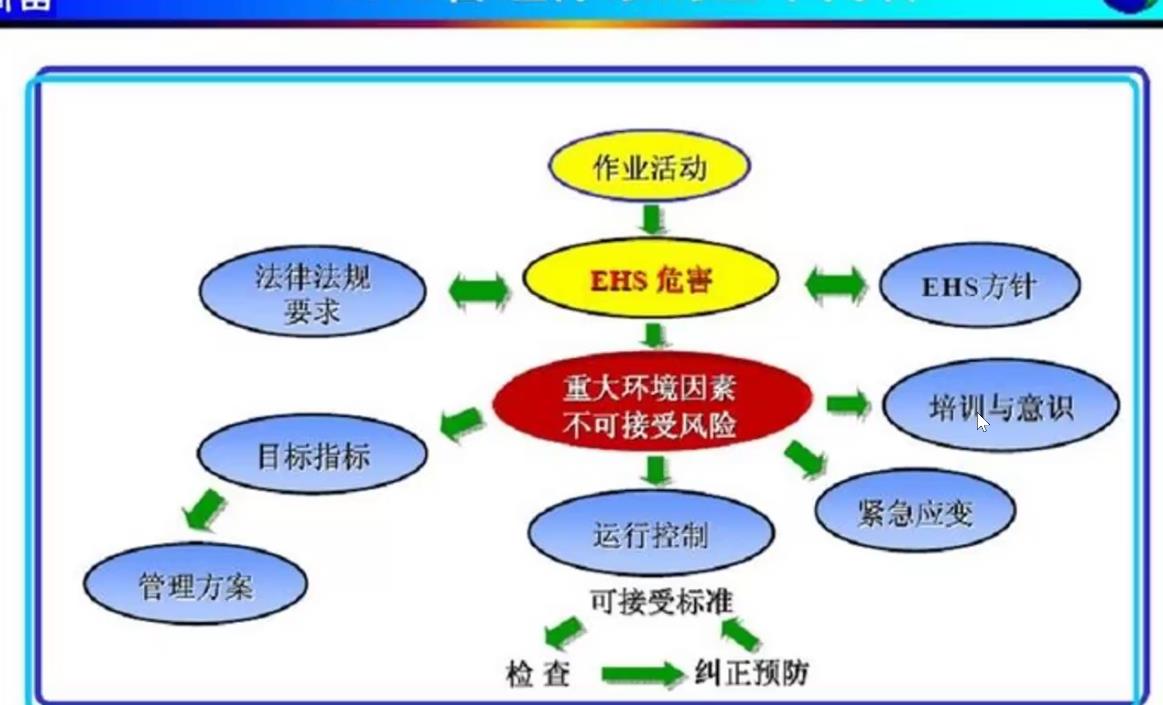 作业活动
法律法规
要求
EHS 危害
EHS方针
重大环境因素
不可接受风险
培训与意识
目标指标
紧急应变
运行控制
管理方案
可接受标准
检 查
纠正预防